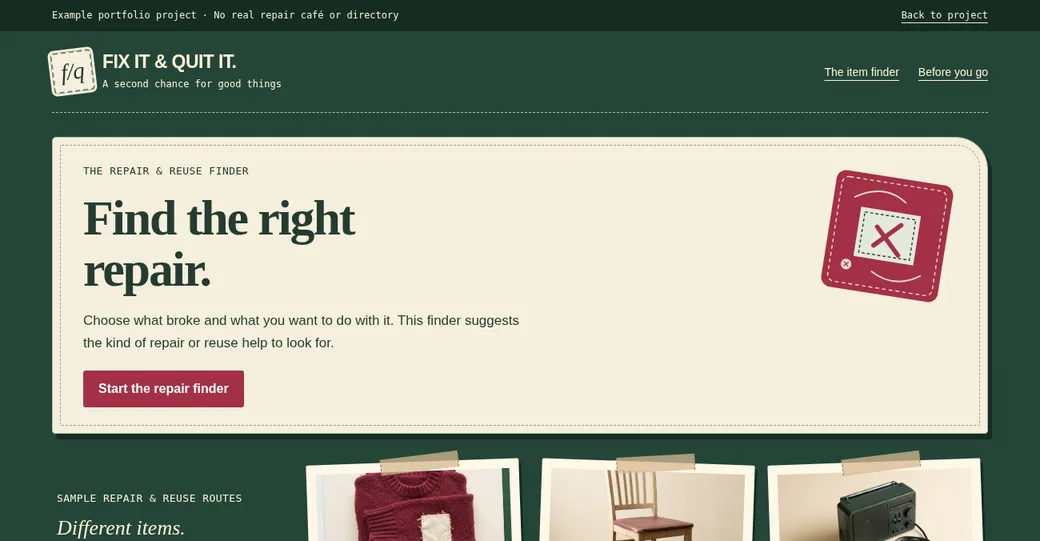 Example portfolio project · No real repair café or directory
Back to project
f/q
FIX IT & QUIT IT.
A second chance for good things
The item finder
Before you go
THE REPAIR & REUSE FINDER
Find the right
repair.
Choose what broke and what you want to do with it. This finder suggests
the kind of repair or reuse help to look for.
Start the repair finder
SAMPLE REPAIR & REUSE ROUTES
Different items.